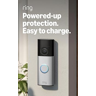 ring
Powered-up
protection.
Easy to charge.